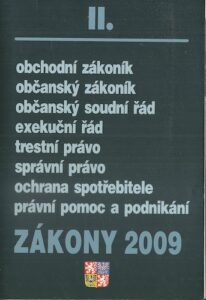 II.
obchodní zákoník
občanský zákoník
občanský soudní řád
exekuční řád
trestní právo
správní právo
ochrana spotřebitele
právní pomoc a podnikání
ZÁKONY 2009